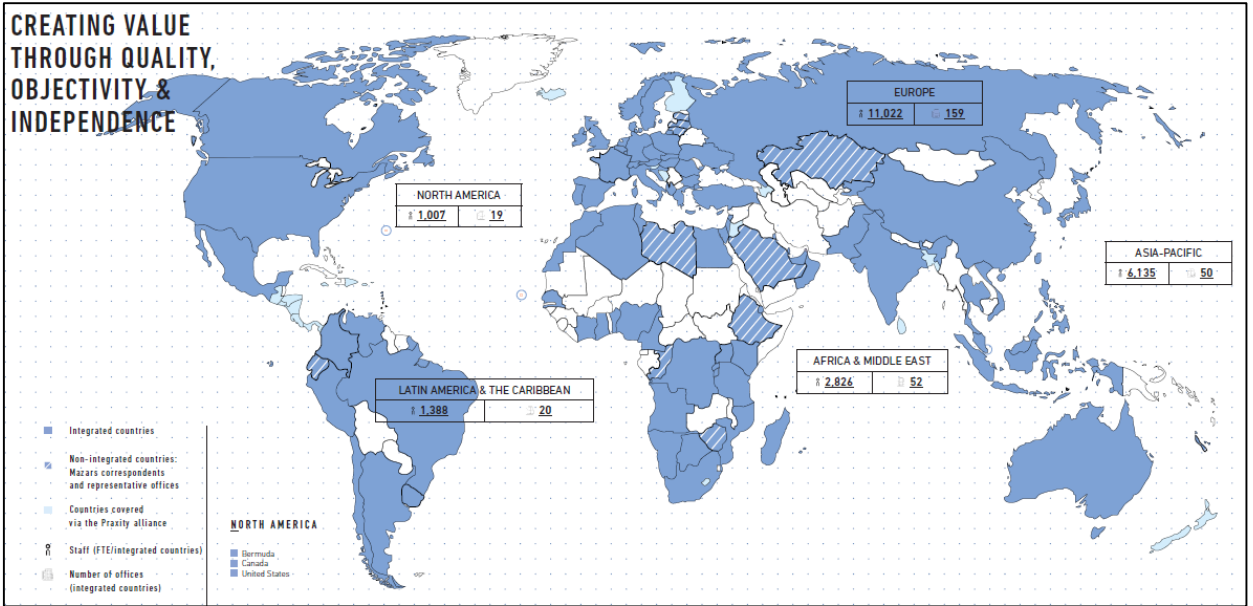 CREATING VALUE
THROUGH QUALITY,
OBJECTIVITY &
INDEPENDENCE
EUROPE
11,022 159
NORTH AMERICA
1,007 19
ASIA-PACIFIC
6,135 50
AFRICA & MIDDLE EAST
2,826 52
LATIN AMERICA & THE CARIBBEAN
1,388 20
Integrated countries
Non-integrated countries:
Mazars correspondents
and representative offices
Countries covered
via the Praxity alliance
Staff (FTE/integrated countries)
Number of offices
(integrated countries)
NORTH AMERICA
Bermuda
Canada
United States